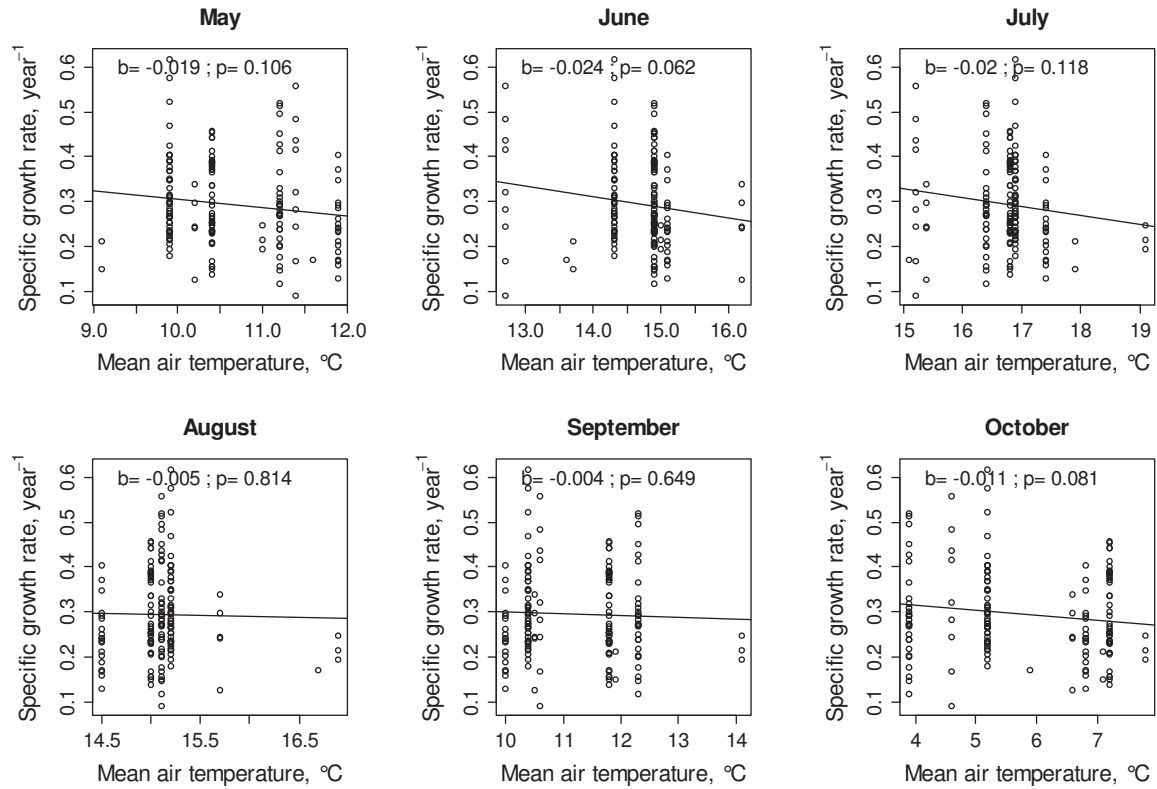 May
b= -0.019 ; p= 0.106
Specific growth rate, year⁻¹
0.6
0.5
0.4
0.3
0.2
0.1
9.0 10.0 11.0 12.0
Mean air temperature, °C
June
b= -0.024 ; p= 0.062
Specific growth rate, year⁻¹
0.6
0.5
0.4
0.3
0.2
0.1
13.0 14.0 15.0 16.0
Mean air temperature, °C
July
b= -0.02 ; p= 0.118
Specific growth rate, year⁻¹
0.6
0.5
0.4
0.3
0.2
0.1
15 16 17 18 19
Mean air temperature, °C
August
b= -0.005 ; p= 0.814
Specific growth rate, year⁻¹
0.6
0.5
0.4
0.3
0.2
0.1
14.5 15.5 16.5
Mean air temperature, °C
September
b= -0.004 ; p= 0.649
Specific growth rate, year⁻¹
0.6
0.5
0.4
0.3
0.2
0.1
10 11 12 13 14
Mean air temperature, °C
October
b= -0.011 ; p= 0.081
Specific growth rate, year⁻¹
0.6
0.5
0.4
0.3
0.2
0.1
4 5 6 7
Mean air temperature, °C